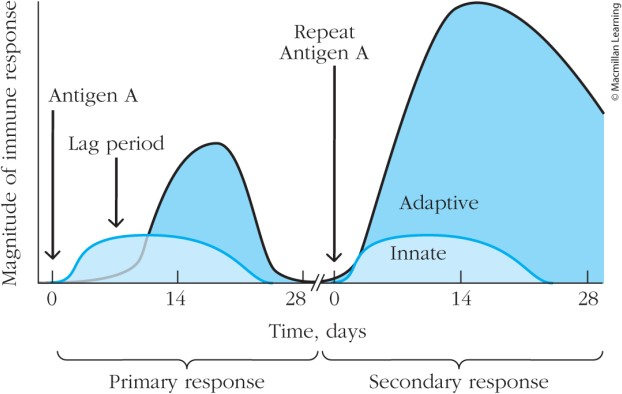 Magnitude of immune response
Antigen A
Lag period
Repeat
Antigen A
Adaptive
Innate
0
14
28
0
14
28
Time, days
Primary response
Secondary response
© Macmillan Learning